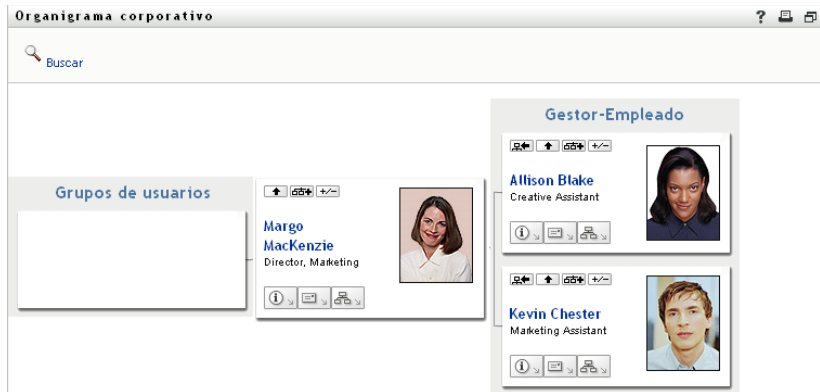 Organigrama corporativo
Buscar
Grupos de usuarios
Margo
MacKenzie
Director, Marketing
Gestor-Empleado
Allison Blake
Creative Assistant
Kevin Chester
Marketing Assistant